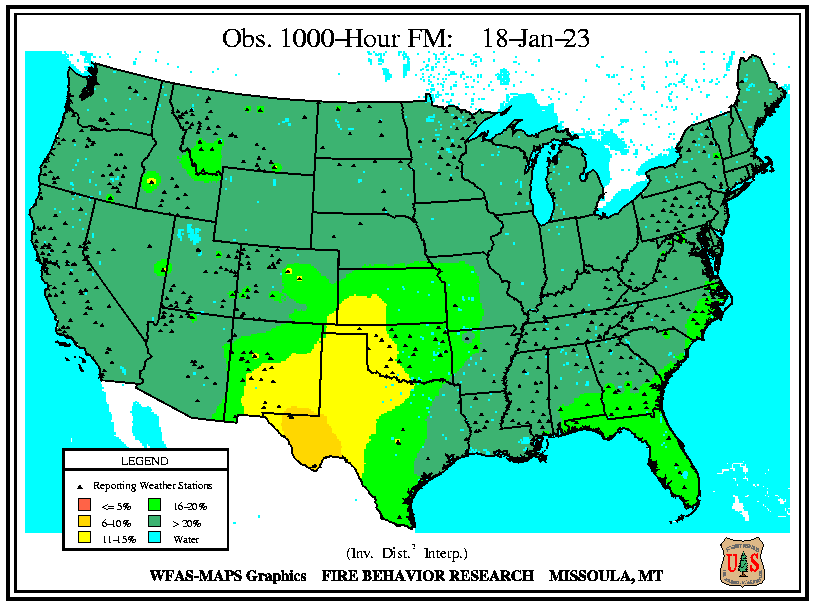 Obs. 1000-Hour FM: 18-Jan-23
LEGEND
Reporting Weather Stations
<= 5% 16-20%
6-10% > 20%
11-15% Water
(Inv. Dist.² Interp.)
WFAS-MAPS Graphics FIRE BEHAVIOR RESEARCH MISSOULA, MT
U S